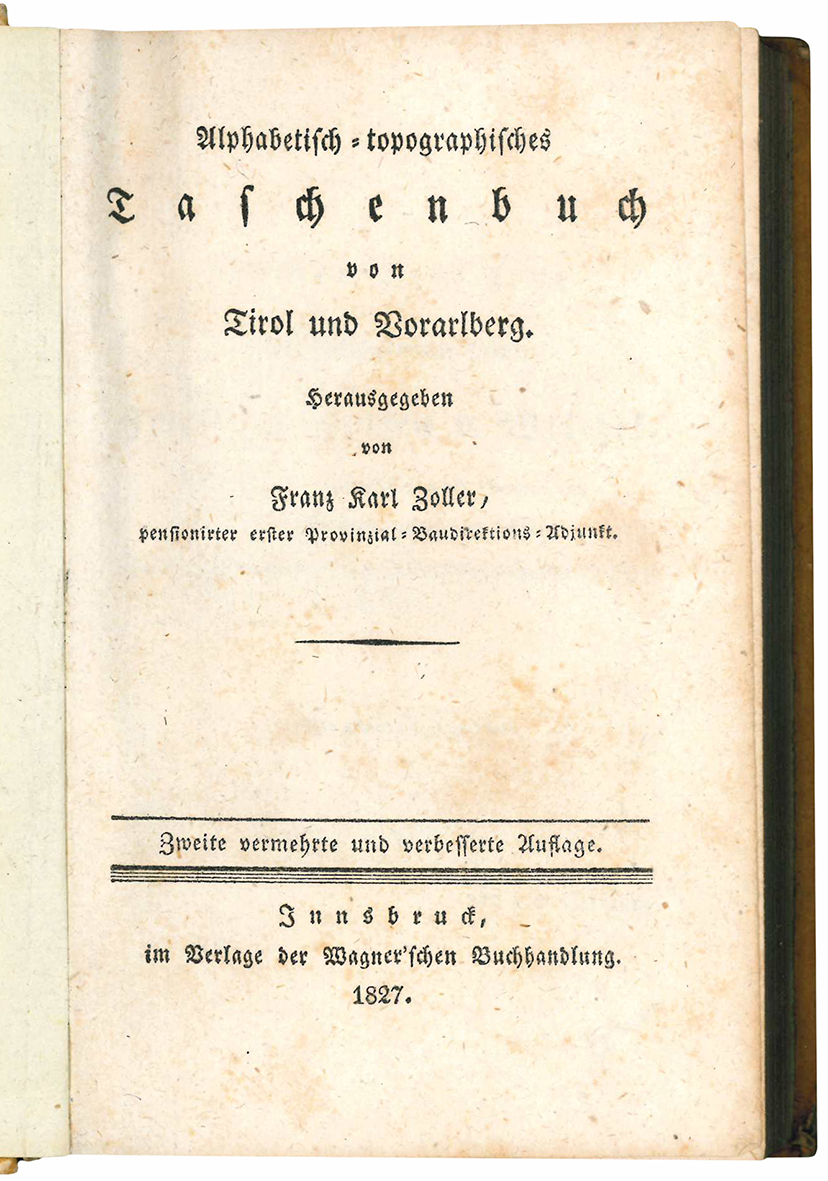 Alphabetisch-topographisches
Taschenbuch
von
Tirol und Vorarlberg.
Herausgegeben
von
Franz Karl Zoller,
pensionirter erster Provinzial-Baudirektions-Adjunkt.
Zweite vermehrte und verbesserte Auflage.
Innsbruck,
im Verlage der Wagner'schen Buchhandlung.
1827.